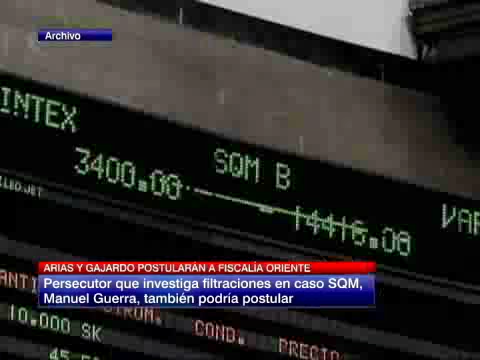 Archivo
INTEX
3400.00
SQM B
14416.00
VAR
ARIAS Y GAJARDO POSTULARÁN A FISCALÍA ORIENTE
Persecutor que investiga filtraciones en caso SQM,
Manuel Guerra, también podría postular
10.000 SK
COND.
PRECIO